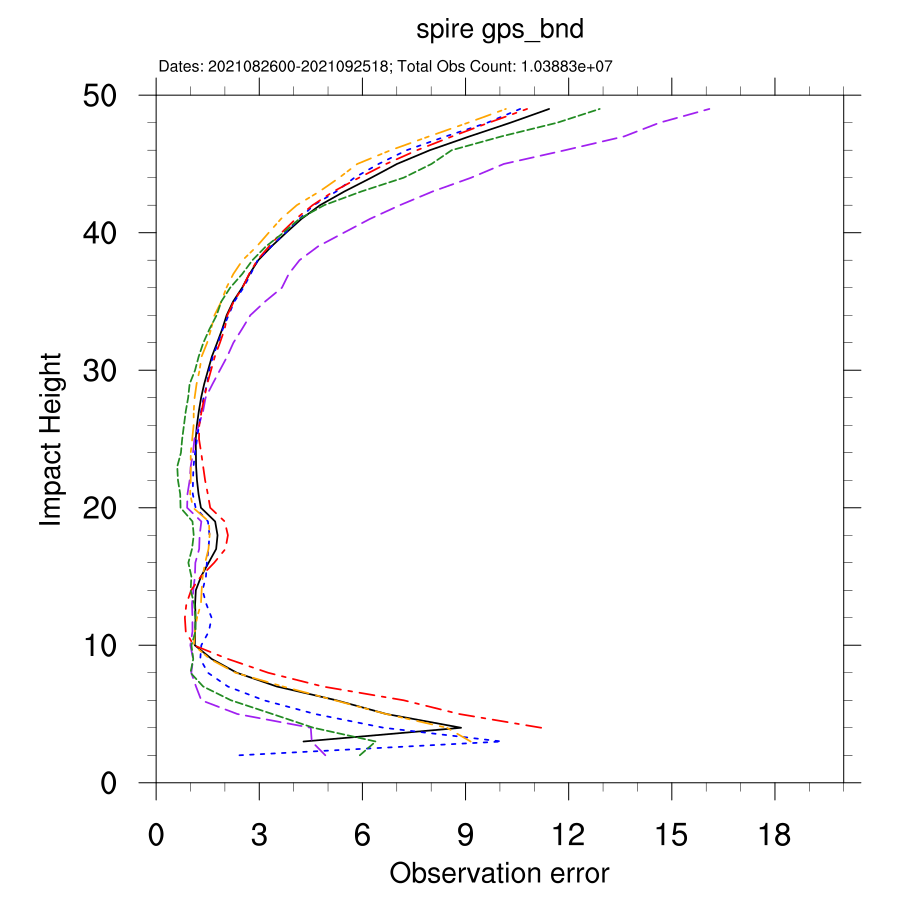 spire gps_bnd
Dates: 2021082600-2021092518; Total Obs Count: 1.03883e+07
50
40
30
20
10
0
Impact Height
0 3 6 9 12 15 18
Observation error